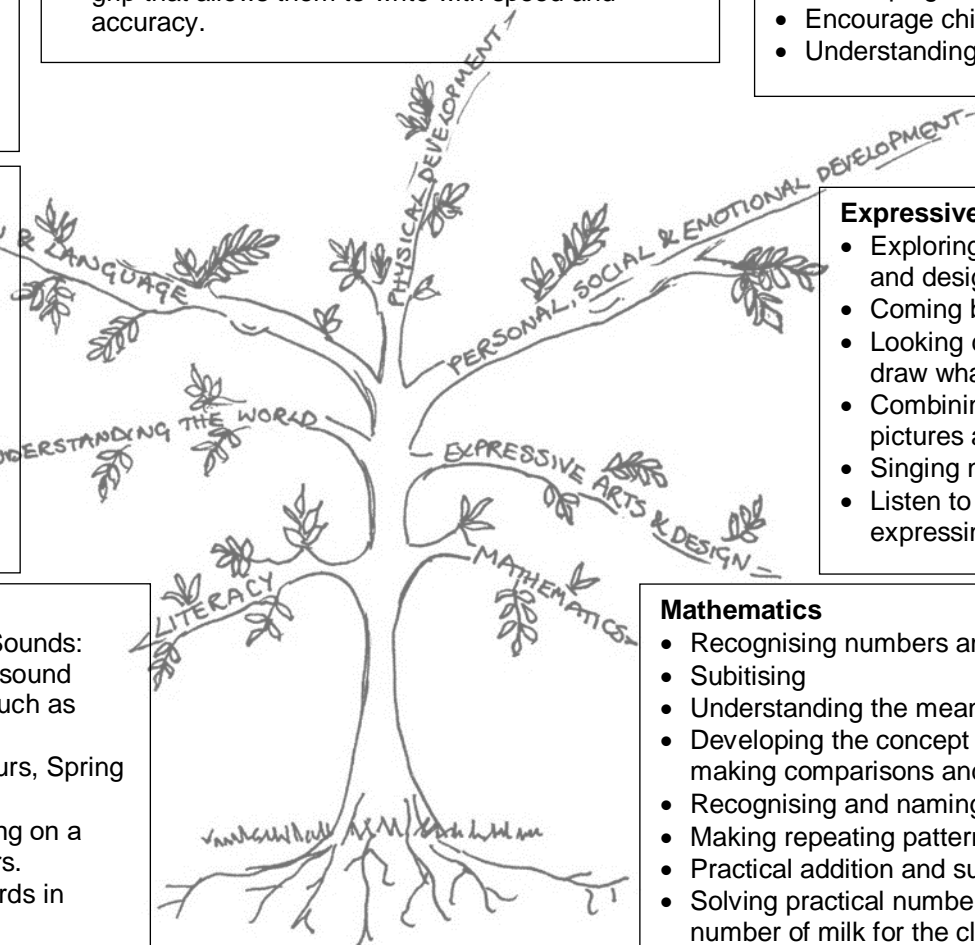 grip that allows them to write with speed and
accuracy.
• Encourage chi
• Understanding
PHYSICAL DEVELOPMENT
PERSONAL, SOCIAL & EMOTIONAL DEVELOPMENT
& LANGUAGE
UNDERSTANDING THE WORLD
EXPRESSIVE ARTS & DESIGN
LITERACY
MATHEMATICS
Expressive
• Exploring
and desig
• Coming b
• Looking
draw wha
• Combinin
pictures a
• Singing
• Listen to
expressin
ounds:
sound
uch as
urs, Spring
ng on a
rs.
rds in
Mathematics
• Recognising numbers an
• Subitising
• Understanding the mean
• Developing the concept
making comparisons and
• Recognising and naming
• Making repeating pattern
• Practical addition and su
• Solving practical numbe
number of milk for the cl